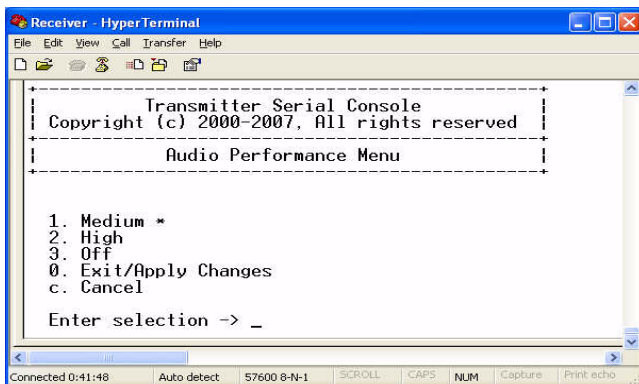 Receiver - HyperTerminal
File Edit View Call Transfer Help
Transmitter Serial Console
Copyright (c) 2000-2007, All rights reserved
Audio Performance Menu
1. Medium *
2. High
3. Off
0. Exit/Apply Changes
c. Cancel
Enter selection -> _
Connected 0:41:48 Auto detect 57600 8-N-1 SCROLL CAPS NUM Capture Print echo